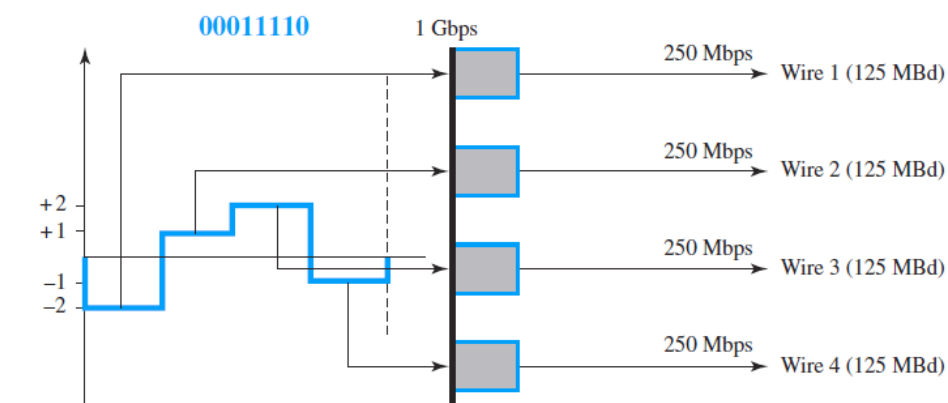 00011110
1 Gbps
250 Mbps
Wire 1 (125 MBd)
250 Mbps
Wire 2 (125 MBd)
+2
+1
250 Mbps
Wire 3 (125 MBd)
–1
–2
250 Mbps
Wire 4 (125 MBd)